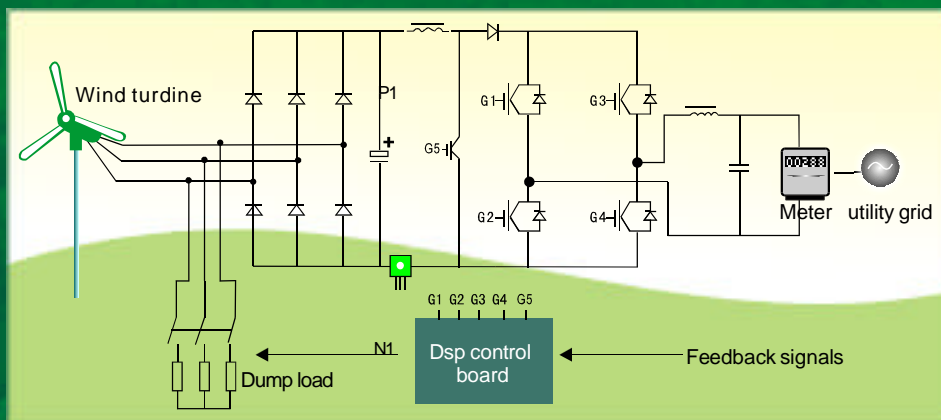 Wind turdine
P1
G1
G3
G5
G2
G4
00288
Meter
utility grid
G1 G2 G3 G4 G5
N1
Dsp control
board
Feedback signals
Dump load